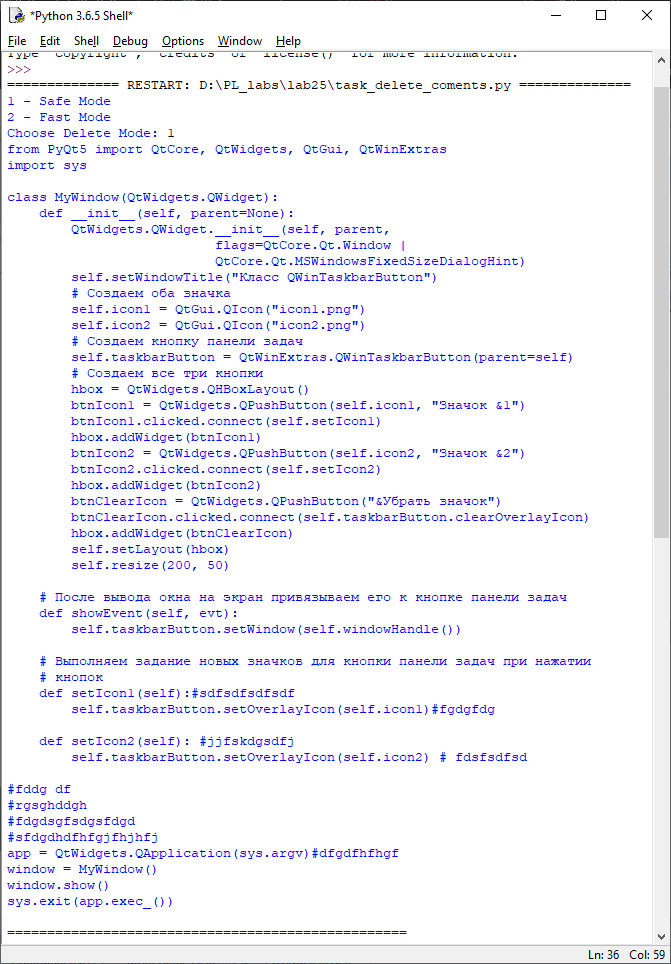 *Python 3.6.5 Shell*
File Edit Shell Debug Options Window Help
Type "copyright", "credits" or "license()" for more information.
>>>
============== RESTART: D:\PL_labs\lab25\task_delete_coments.py ==============
1 - Safe Mode
2 - Fast Mode
Choose Delete Mode: 1
from PyQt5 import QtCore, QtWidgets, QtGui, QtWinExtras
import sys

class MyWindow(QtWidgets.QWidget):
    def __init__(self, parent=None):
        QtWidgets.QWidget.__init__(self, parent,
                          flags=QtCore.Qt.Window |
                          QtCore.Qt.MSWindowsFixedSizeDialogHint)
        self.setWindowTitle("Класс QWinTaskbarButton")
        # Создаем оба значка
        self.icon1 = QtGui.QIcon("icon1.png")
        self.icon2 = QtGui.QIcon("icon2.png")
        # Создаем кнопку панели задач
        self.taskbarButton = QtWinExtras.QWinTaskbarButton(parent=self)
        # Создаем все три кнопки
        hbox = QtWidgets.QHBoxLayout()
        btnIcon1 = QtWidgets.QPushButton(self.icon1, "Значок &1")
        btnIcon1.clicked.connect(self.setIcon1)
        hbox.addWidget(btnIcon1)
        btnIcon2 = QtWidgets.QPushButton(self.icon2, "Значок &2")
        btnIcon2.clicked.connect(self.setIcon2)
        hbox.addWidget(btnIcon2)
        btnClearIcon = QtWidgets.QPushButton("&Убрать значок")
        btnClearIcon.clicked.connect(self.taskbarButton.clearOverlayIcon)
        hbox.addWidget(btnClearIcon)
        self.setLayout(hbox)
        self.resize(200, 50)

    # После вывода окна на экран привязываем его к кнопке панели задач
    def showEvent(self, evt):
        self.taskbarButton.setWindow(self.windowHandle())

    # Выполняем задание новых значков для кнопки панели задач при нажатии
    # кнопок
    def setIcon1(self):#sdfsdfsdfsdf
        self.taskbarButton.setOverlayIcon(self.icon1)#fgdgfdg

    def setIcon2(self): #jjfskdgsdfj
        self.taskbarButton.setOverlayIcon(self.icon2) # fdsfsdfsd

#fddg df
#rgsghddgh
#fdgdsgfsdgsfdgd
#sfdgdhdfhfgjfhjhfj
app = QtWidgets.QApplication(sys.argv)#dfgdfhfhgf
window = MyWindow()
window.show()
sys.exit(app.exec_())

==================================================
Ln: 36 Col: 59